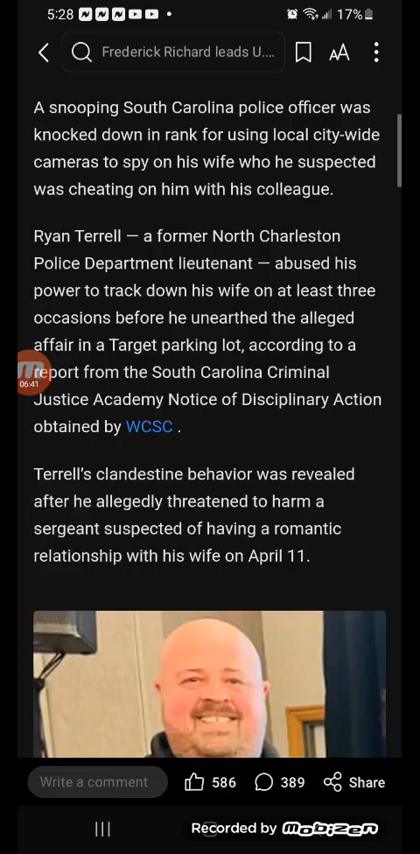 5:28
17%
Frederick Richard leads U....
AA
A snooping South Carolina police officer was
knocked down in rank for using local city-wide
cameras to spy on his wife who he suspected
was cheating on him with his colleague.
Ryan Terrell — a former North Charleston
Police Department lieutenant — abused his
power to track down his wife on at least three
occasions before he unearthed the alleged
affair in a Target parking lot, according to a
report from the South Carolina Criminal
Justice Academy Notice of Disciplinary Action
obtained by WCSC .
06:41
Terrell's clandestine behavior was revealed
after he allegedly threatened to harm a
sergeant suspected of having a romantic
relationship with his wife on April 11.
Write a comment
586
389
Share
Recorded by mobizen